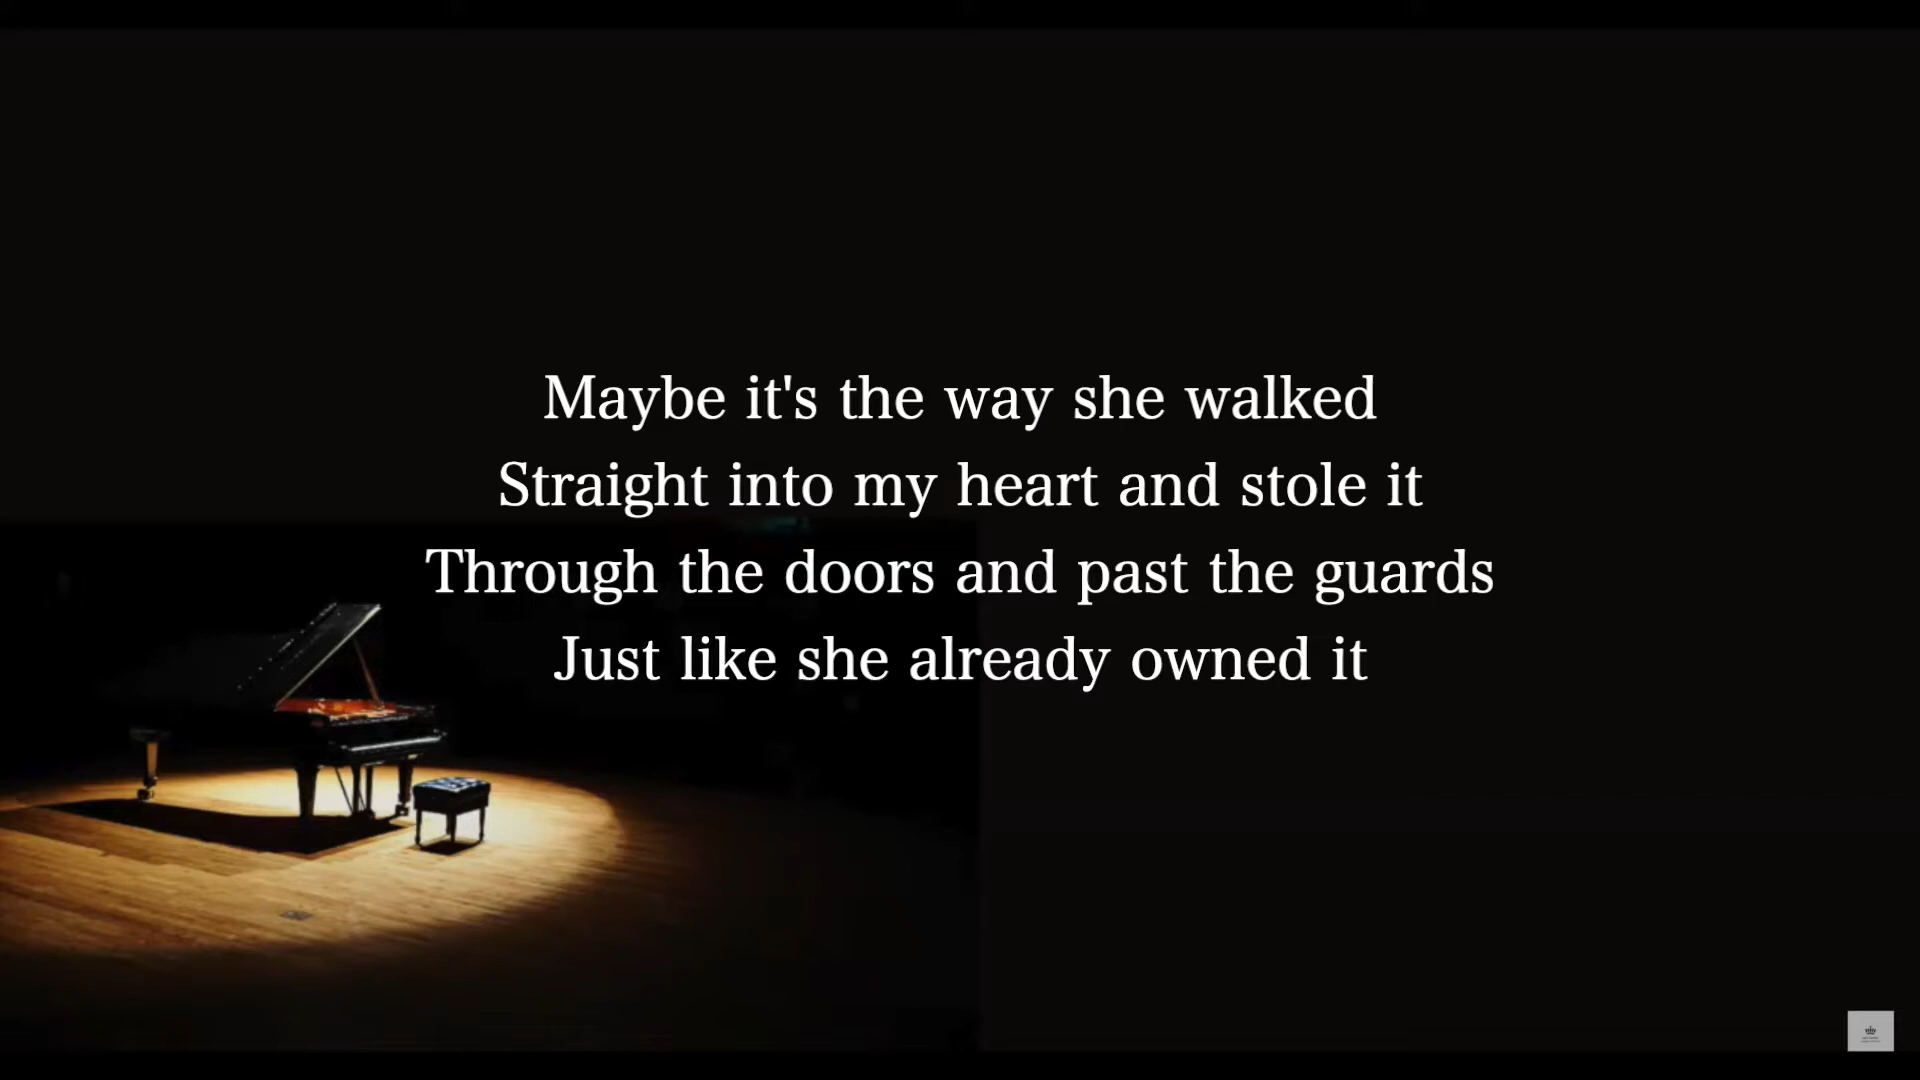 Maybe it's the way she walked
Straight into my heart and stole it
Through the doors and past the guards
Just like she already owned it